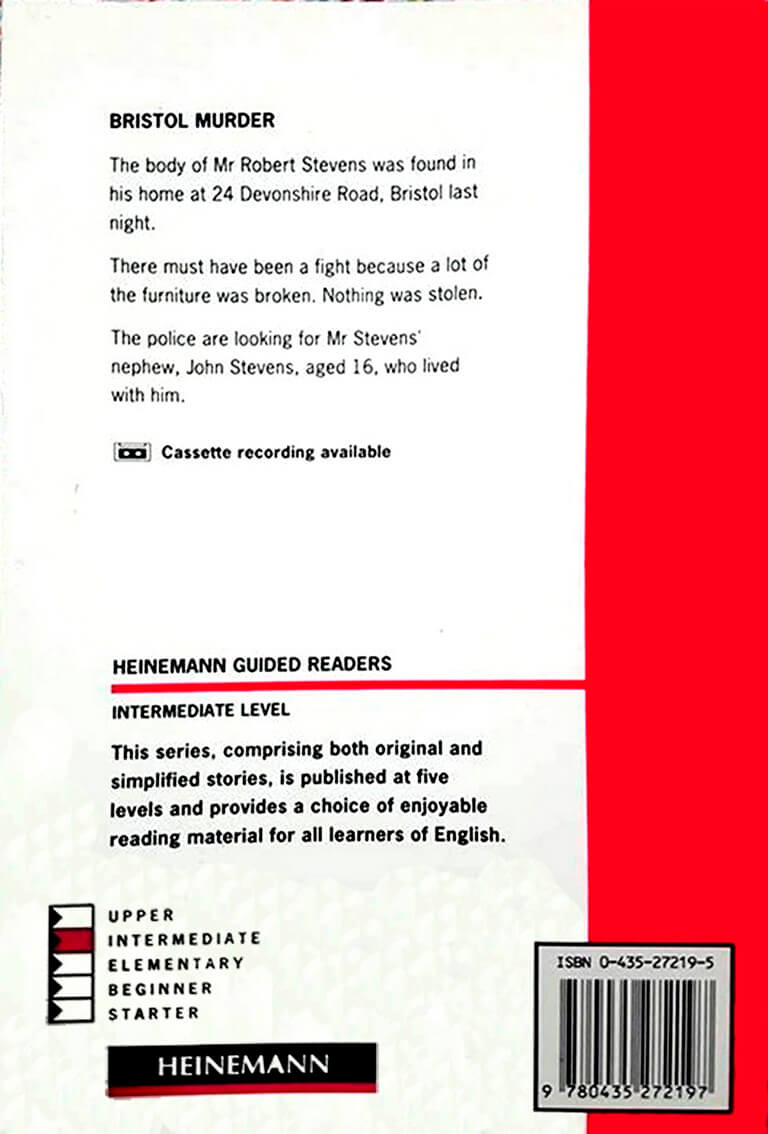 BRISTOL MURDER
The body of Mr Robert Stevens was found in
his home at 24 Devonshire Road, Bristol last
night.
There must have been a fight because a lot of
the furniture was broken. Nothing was stolen.
The police are looking for Mr Stevens'
nephew, John Stevens, aged 16, who lived
with him.
Cassette recording available
HEINEMANN GUIDED READERS
INTERMEDIATE LEVEL
This series, comprising both original and
simplified stories, is published at five
levels and provides a choice of enjoyable
reading material for all learners of English.
UPPER
INTERMEDIATE
ELEMENTARY
BEGINNER
STARTER
HEINEMANN
ISBN 0-435-27219-5
9 780435 272197